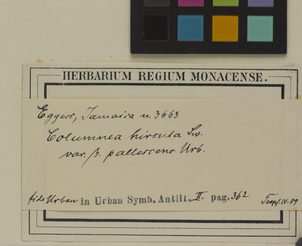 HERBARIUM REGIUM MONACENSE.
Eggers, Jamaica n. 3663
Columnea hirsuta Sw.
var. β. pallescens Urb.
fide Urban in Urban Symb. Antill. II. pag. 362